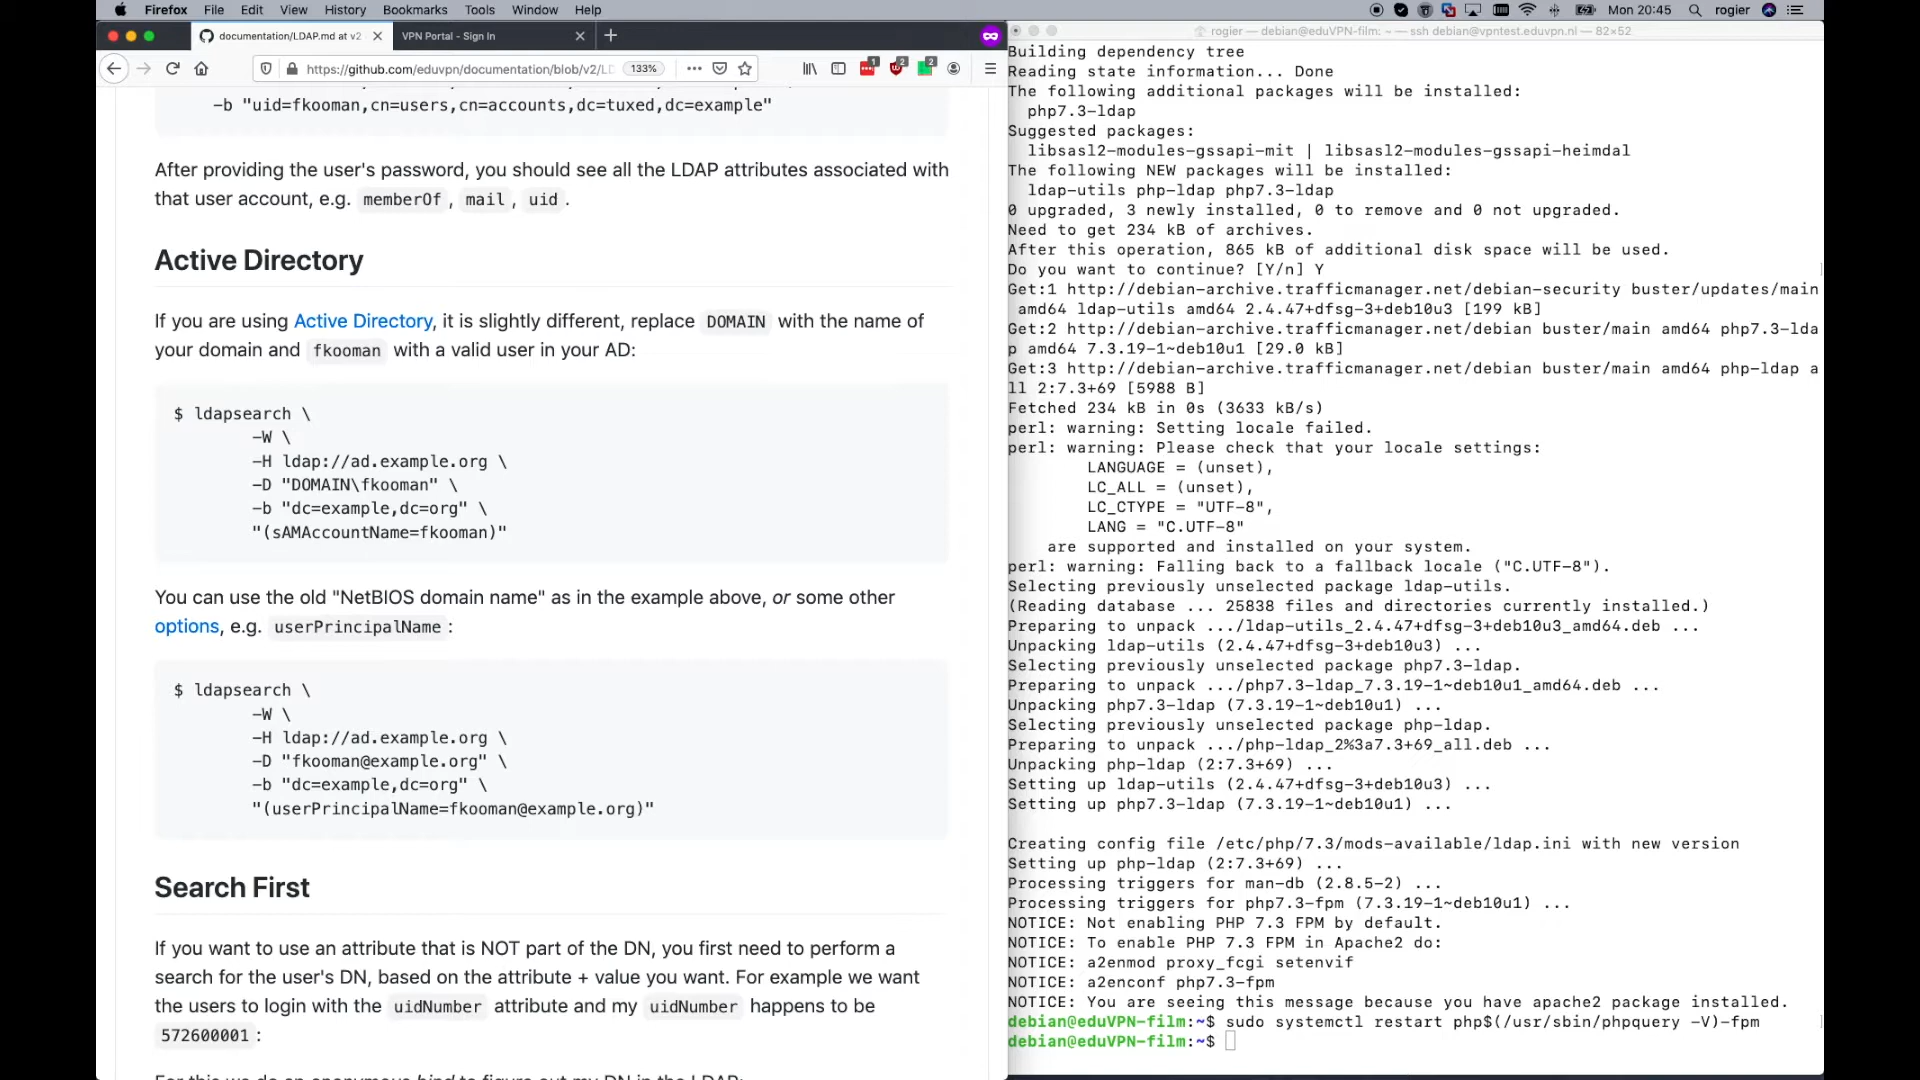 Firefox File Edit View History Bookmarks Tools Window Help
Mon 20:45 rogier
documentation/LDAP.md at v2
VPN Portal - Sign In
rogier — debian@eduVPN-film: ~ — ssh debian@vpntest.eduvpn.nl — 82×52
https://github.com/eduvpn/documentation/blob/v2/LD
133%
1
2
2
-b "uid=fkooman,cn=users,cn=accounts,dc=tuxed,dc=example"
After providing the user's password, you should see all the LDAP attributes associated with
that user account, e.g. memberOf , mail , uid .
Active Directory
If you are using Active Directory, it is slightly different, replace DOMAIN with the name of
your domain and fkooman with a valid user in your AD:
$ ldapsearch \
-W \
-H ldap://ad.example.org \
-D "DOMAIN\fkooman" \
-b "dc=example,dc=org" \
"(sAMAccountName=fkooman)"
You can use the old "NetBIOS domain name" as in the example above, or some other
options, e.g. userPrincipalName :
$ ldapsearch \
-W \
-H ldap://ad.example.org \
-D "fkooman@example.org" \
-b "dc=example,dc=org" \
"(userPrincipalName=fkooman@example.org)"
Search First
If you want to use an attribute that is NOT part of the DN, you first need to perform a
search for the user's DN, based on the attribute + value you want. For example we want
the users to login with the uidNumber attribute and my uidNumber happens to be
572600001 :
For this we do an anonymous bind to figure out my DN in the LDAP:
Building dependency tree
Reading state information... Done
The following additional packages will be installed:
php7.3-ldap
Suggested packages:
libsasl2-modules-gssapi-mit | libsasl2-modules-gssapi-heimdal
The following NEW packages will be installed:
ldap-utils php-ldap php7.3-ldap
0 upgraded, 3 newly installed, 0 to remove and 0 not upgraded.
Need to get 234 kB of archives.
After this operation, 865 kB of additional disk space will be used.
Do you want to continue? [Y/n] Y
Get:1 http://debian-archive.trafficmanager.net/debian-security buster/updates/main
amd64 ldap-utils amd64 2.4.47+dfsg-3+deb10u3 [199 kB]
Get:2 http://debian-archive.trafficmanager.net/debian buster/main amd64 php7.3-lda
p amd64 7.3.19-1~deb10u1 [29.0 kB]
Get:3 http://debian-archive.trafficmanager.net/debian buster/main amd64 php-ldap a
ll 2:7.3+69 [5988 B]
Fetched 234 kB in 0s (3633 kB/s)
perl: warning: Setting locale failed.
perl: warning: Please check that your locale settings:
LANGUAGE = (unset),
LC_ALL = (unset),
LC_CTYPE = "UTF-8",
LANG = "C.UTF-8"
are supported and installed on your system.
perl: warning: Falling back to a fallback locale ("C.UTF-8").
Selecting previously unselected package ldap-utils.
(Reading database ... 25838 files and directories currently installed.)
Preparing to unpack .../ldap-utils_2.4.47+dfsg-3+deb10u3_amd64.deb ...
Unpacking ldap-utils (2.4.47+dfsg-3+deb10u3) ...
Selecting previously unselected package php7.3-ldap.
Preparing to unpack .../php7.3-ldap_7.3.19-1~deb10u1_amd64.deb ...
Unpacking php7.3-ldap (7.3.19-1~deb10u1) ...
Selecting previously unselected package php-ldap.
Preparing to unpack .../php-ldap_2%3a7.3+69_all.deb ...
Unpacking php-ldap (2:7.3+69) ...
Setting up ldap-utils (2.4.47+dfsg-3+deb10u3) ...
Setting up php7.3-ldap (7.3.19-1~deb10u1) ...
Creating config file /etc/php/7.3/mods-available/ldap.ini with new version
Setting up php-ldap (2:7.3+69) ...
Processing triggers for man-db (2.8.5-2) ...
Processing triggers for php7.3-fpm (7.3.19-1~deb10u1) ...
NOTICE: Not enabling PHP 7.3 FPM by default.
NOTICE: To enable PHP 7.3 FPM in Apache2 do:
NOTICE: a2enmod proxy_fcgi setenvif
NOTICE: a2enconf php7.3-fpm
NOTICE: You are seeing this message because you have apache2 package installed.
debian@eduVPN-film:~$ sudo systemctl restart php$(/usr/sbin/phpquery -V)-fpm
debian@eduVPN-film:~$